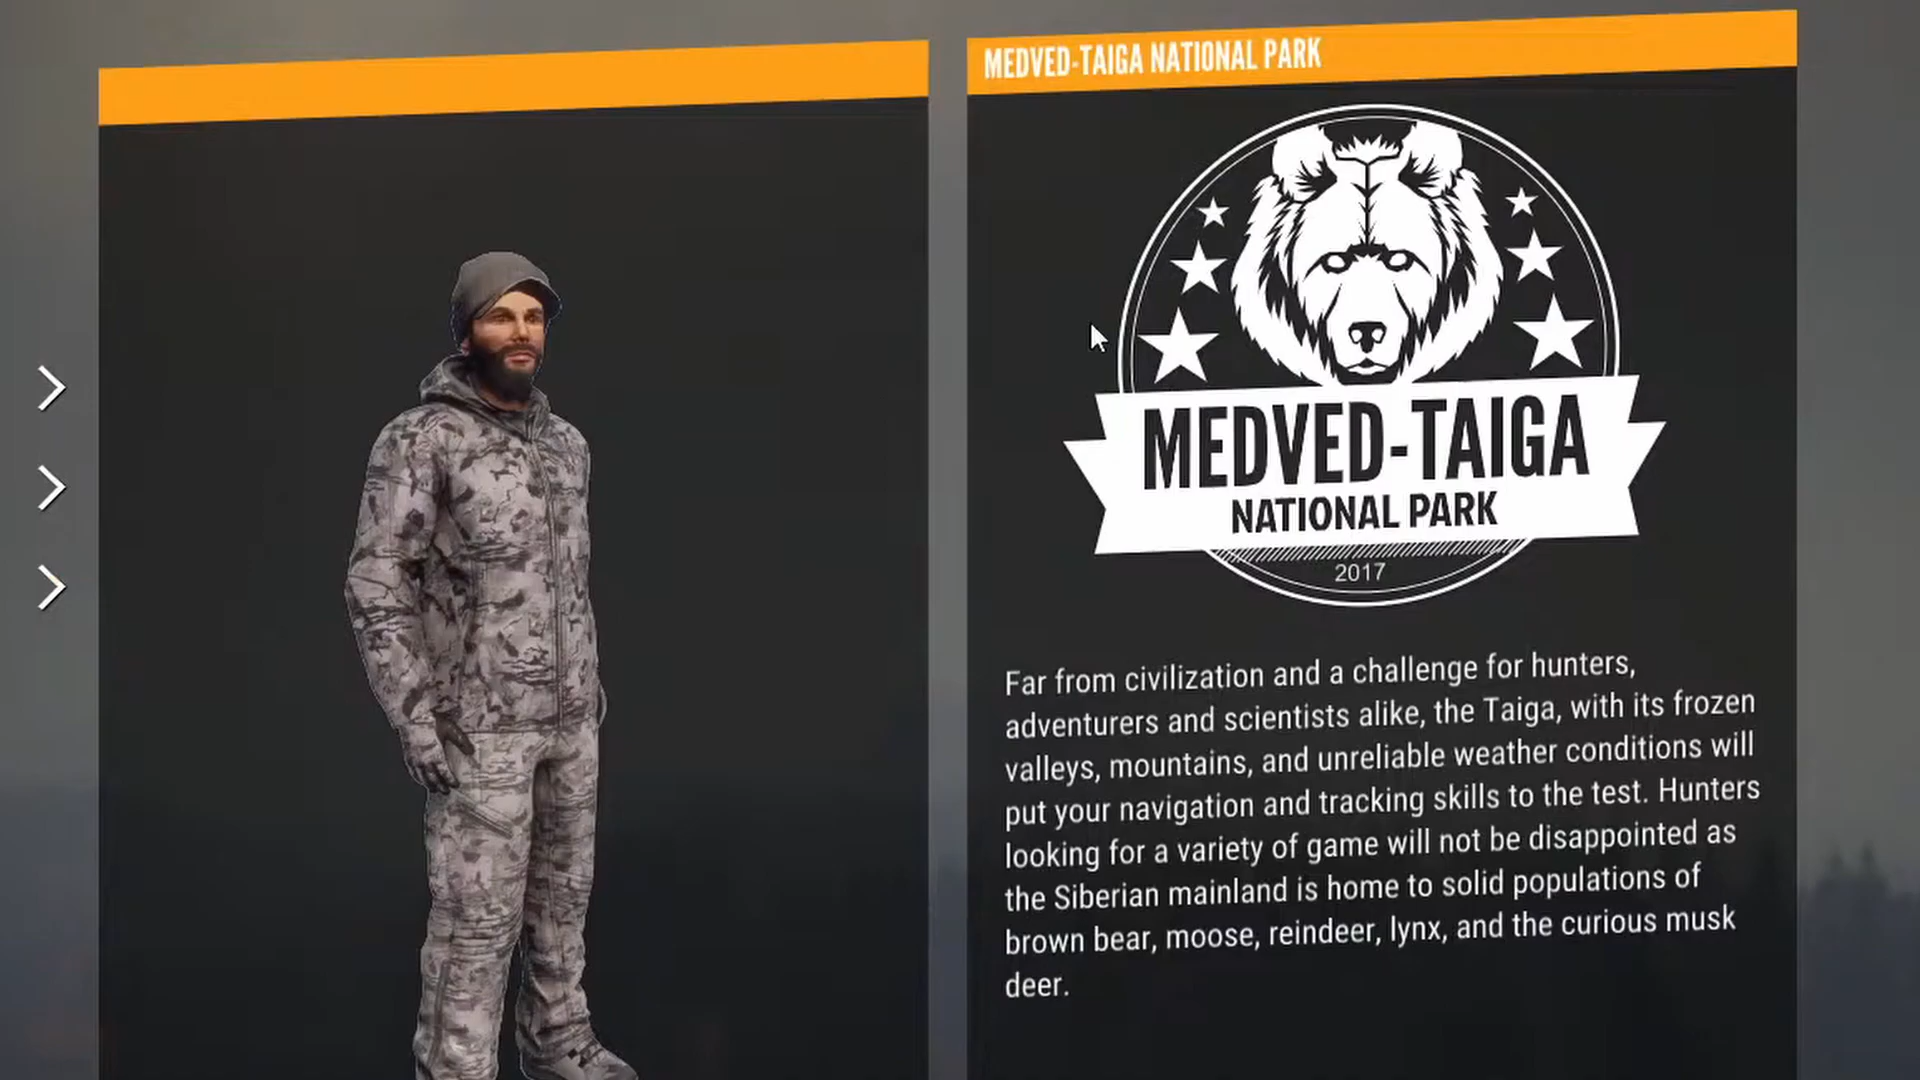 MEDVED-TAIGA NATIONAL PARK
MEDVED-TAIGA
NATIONAL PARK
2017
Far from civilization and a challenge for hunters,
adventurers and scientists alike, the Taiga, with its frozen
valleys, mountains, and unreliable weather conditions will
put your navigation and tracking skills to the test. Hunters
looking for a variety of game will not be disappointed as
the Siberian mainland is home to solid populations of
brown bear, moose, reindeer, lynx, and the curious musk
deer.